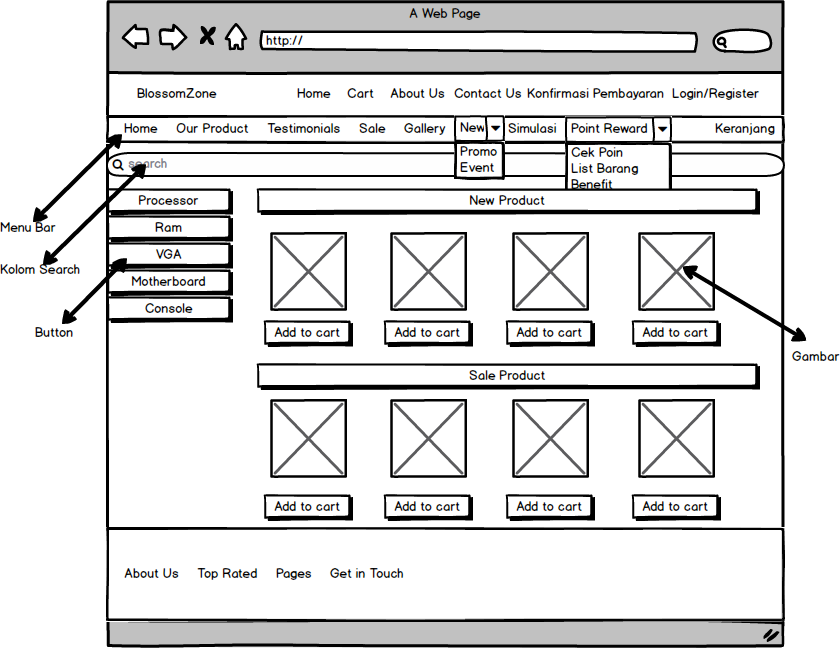 A Web Page
http://
BlossomZone Home Cart About Us Contact Us Konfirmasi Pembayaran Login/Register
Home Our Product Testimonials Sale Gallery New Simulasi Point Reward Keranjang
Promo
Event
Cek Poin
List Barang
Benefit
search
Processor
Ram
VGA
Motherboard
Console
Menu Bar
Kolom Search
Button
New Product
Add to cart Add to cart Add to cart Add to cart
Gambar
Sale Product
Add to cart Add to cart Add to cart Add to cart
About Us Top Rated Pages Get in Touch